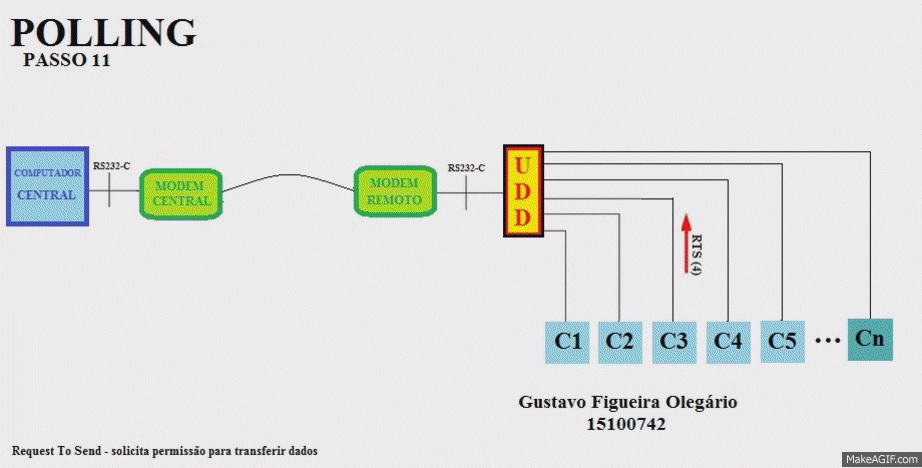 POLLING
PASSO 11
COMPUTADOR
CENTRAL
RS232-C
MODEM
CENTRAL
MODEM
REMOTO
RS232-C
U
D
D
RTS (4)
C1 C2 C3 C4 C5 ... Cn
Gustavo Figueira Olegário
15100742
Request To Send - solicita permissão para transferir dados
MakeAGIF.com